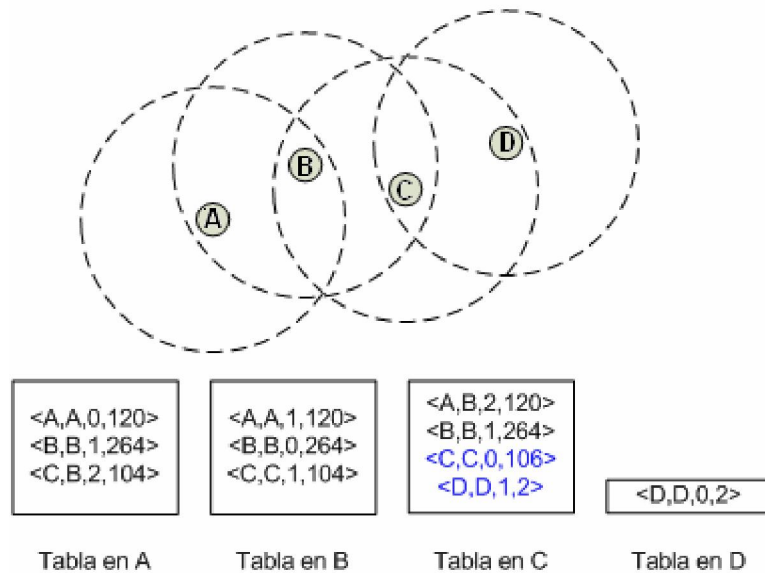 A
B
C
D
<A,A,0,120>
<B,B,1,264>
<C,B,2,104>
<A,A,1,120>
<B,B,0,264>
<C,C,1,104>
<A,B,2,120>
<B,B,1,264>
<C,C,0,106>
<D,D,1,2>
<D,D,0,2>
Tabla en A
Tabla en B
Tabla en C
Tabla en D